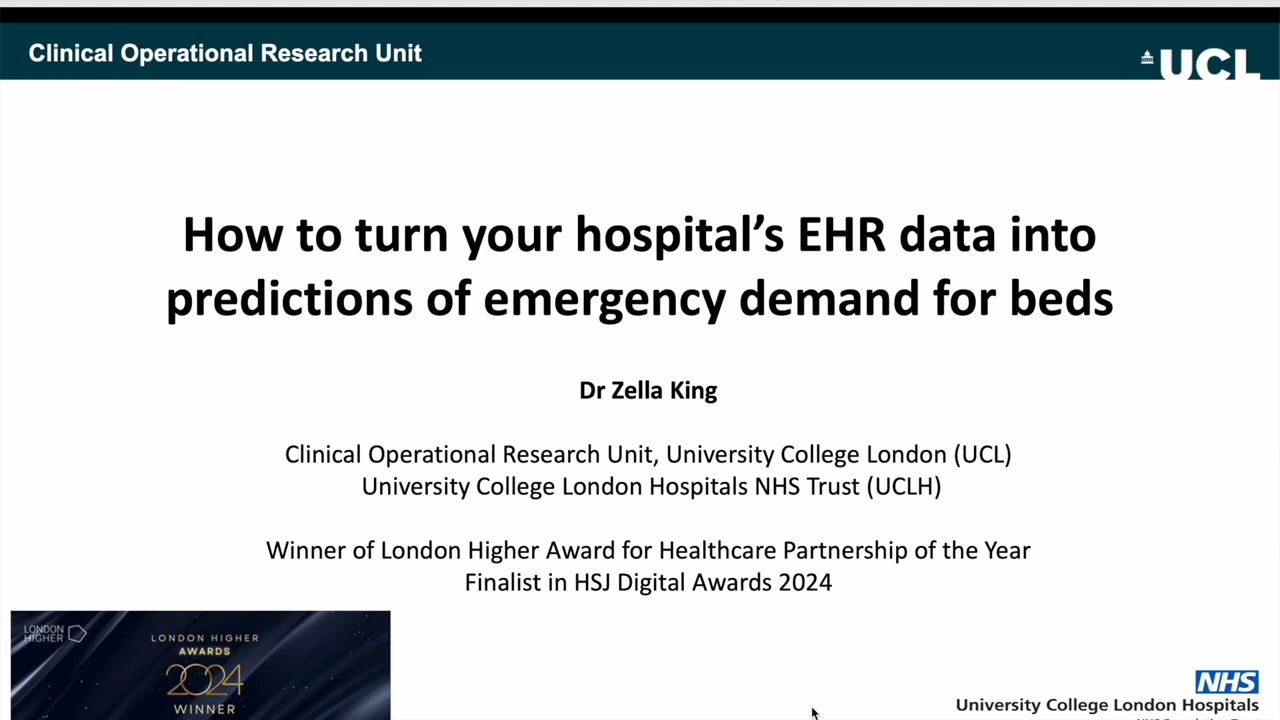 Clinical Operational Research Unit
UCL
How to turn your hospital’s EHR data into
predictions of emergency demand for beds
Dr Zella King
Clinical Operational Research Unit, University College London (UCL)
University College London Hospitals NHS Trust (UCLH)
Winner of London Higher Award for Healthcare Partnership of the Year
Finalist in HSJ Digital Awards 2024
LONDON
HIGHER
LONDON HIGHER
AWARDS
2024
WINNER
NHS
University College London Hospitals